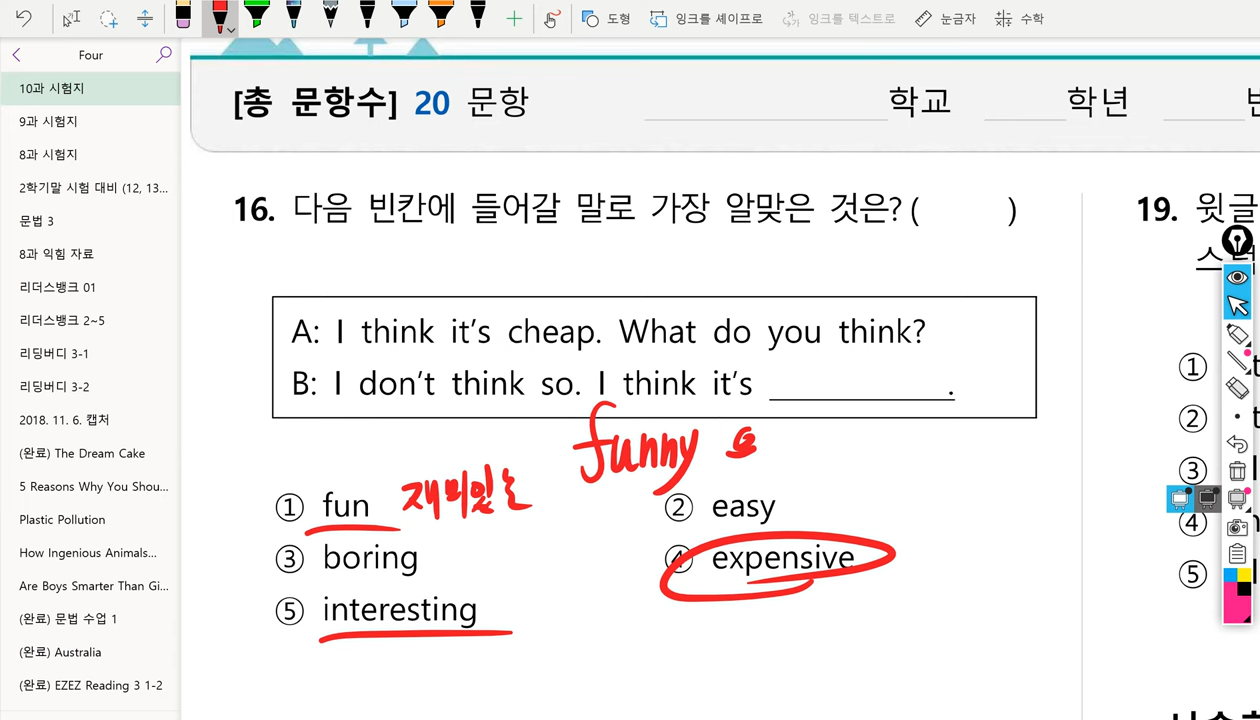 도형
잉크를 셰이프로
잉크를 텍스트로
눈금자
수학
Four
10과 시험지
9과 시험지
8과 시험지
2학기말 시험 대비 (12, 13...
문법 3
8과 익힘 자료
리더스뱅크 01
리더스뱅크 2~5
리딩버디 3-1
리딩버디 3-2
2018. 11. 6. 캡처
(완료) The Dream Cake
5 Reasons Why You Shou...
Plastic Pollution
How Ingenious Animals...
Are Boys Smarter Than Gi...
(완료) 문법 수업 1
(완료) Australia
(완료) EZEZ Reading 3 1-2
[총 문항수] 20 문항
학교 학년
16. 다음 빈칸에 들어갈 말로 가장 알맞은 것은? ( )
A: I think it's cheap. What do you think?
B: I don't think so. I think it's .
funny
① fun 재미있는
② easy
③ boring
④ expensive
⑤ interesting
19. 윗글
①
②
③
④
⑤